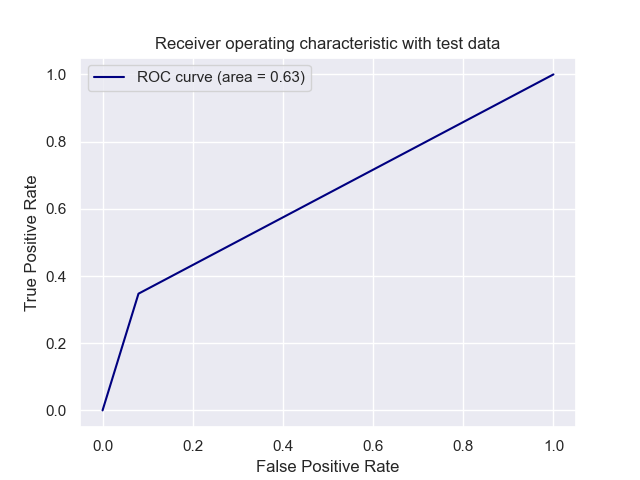 Receiver operating characteristic with test data
ROC curve (area = 0.63)
1.0
0.8
0.6
0.4
0.2
0.0
True Positive Rate
0.0 0.2 0.4 0.6 0.8 1.0
False Positive Rate